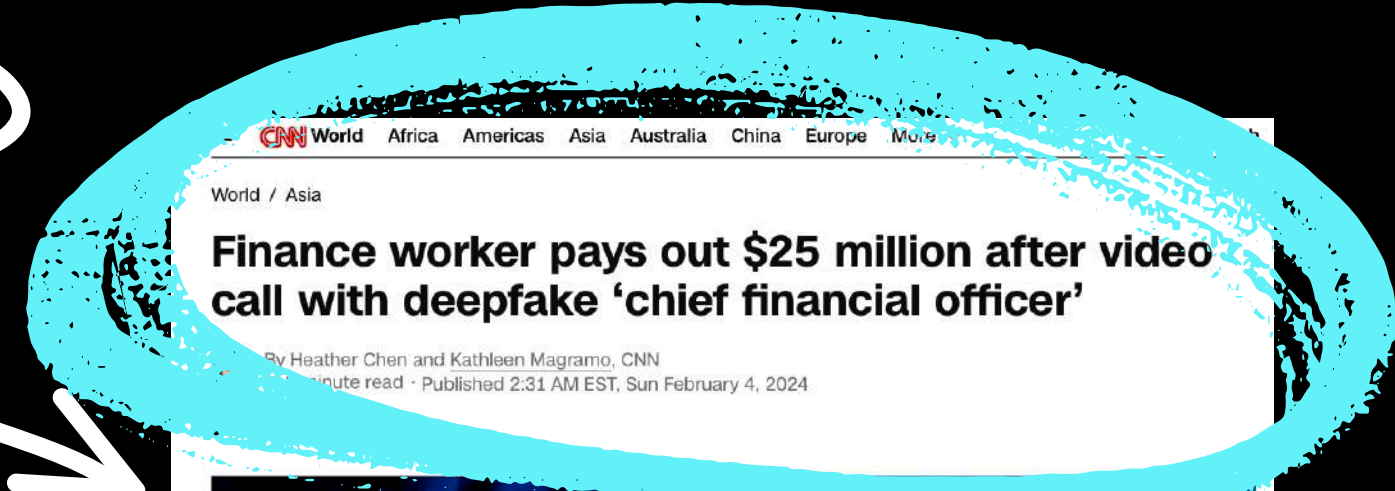 CNN World Africa Americas Asia Australia China Europe More
World / Asia
Finance worker pays out $25 million after video
call with deepfake ‘chief financial officer’
By Heather Chen and Kathleen Magramo, CNN
read · Published 2:31 AM EST, Sun February 4, 2024